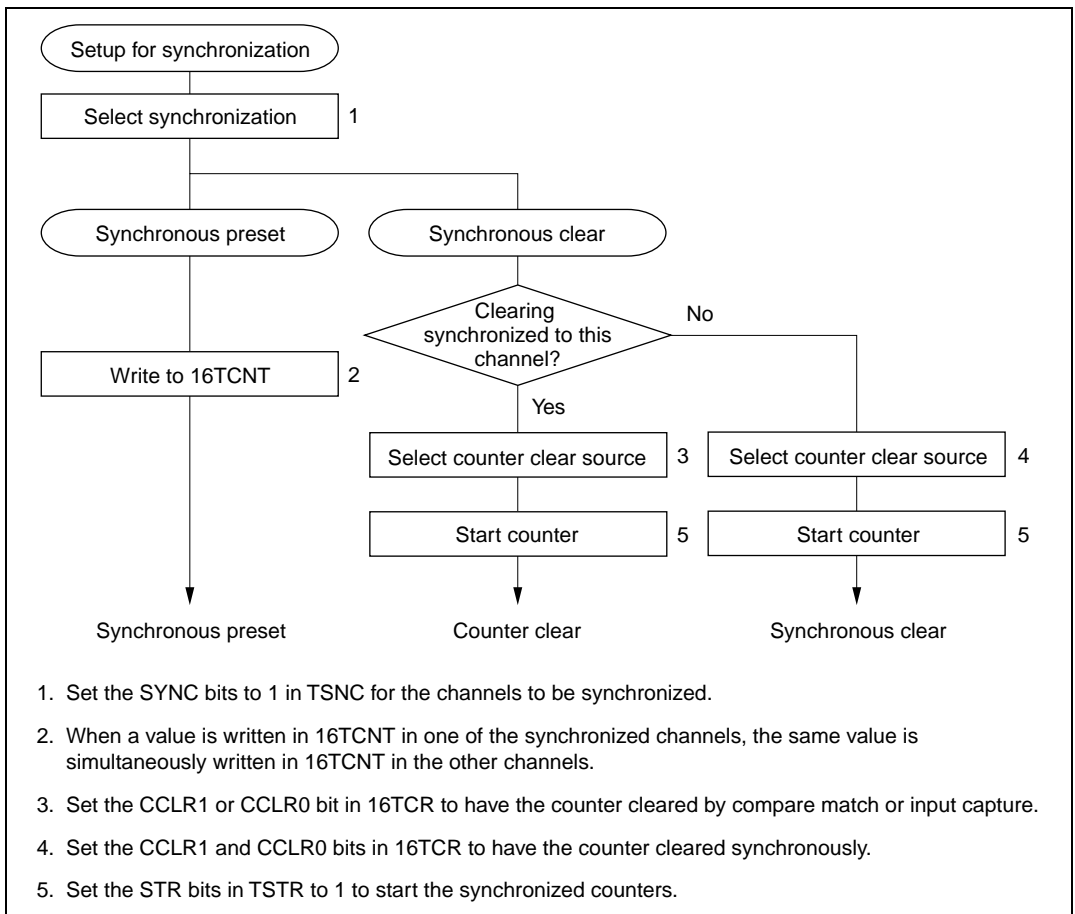 Setup for synchronization
Select synchronization 1
Synchronous preset
Synchronous clear
Clearing
synchronized to this
channel?
No
Write to 16TCNT 2
Yes
Select counter clear source 3
Select counter clear source 4
Start counter 5
Start counter 5
Synchronous preset
Counter clear
Synchronous clear
1. Set the SYNC bits to 1 in TSNC for the channels to be synchronized.
2. When a value is written in 16TCNT in one of the synchronized channels, the same value is
simultaneously written in 16TCNT in the other channels.
3. Set the CCLR1 or CCLR0 bit in 16TCR to have the counter cleared by compare match or input capture.
4. Set the CCLR1 and CCLR0 bits in 16TCR to have the counter cleared synchronously.
5. Set the STR bits in TSTR to 1 to start the synchronized counters.